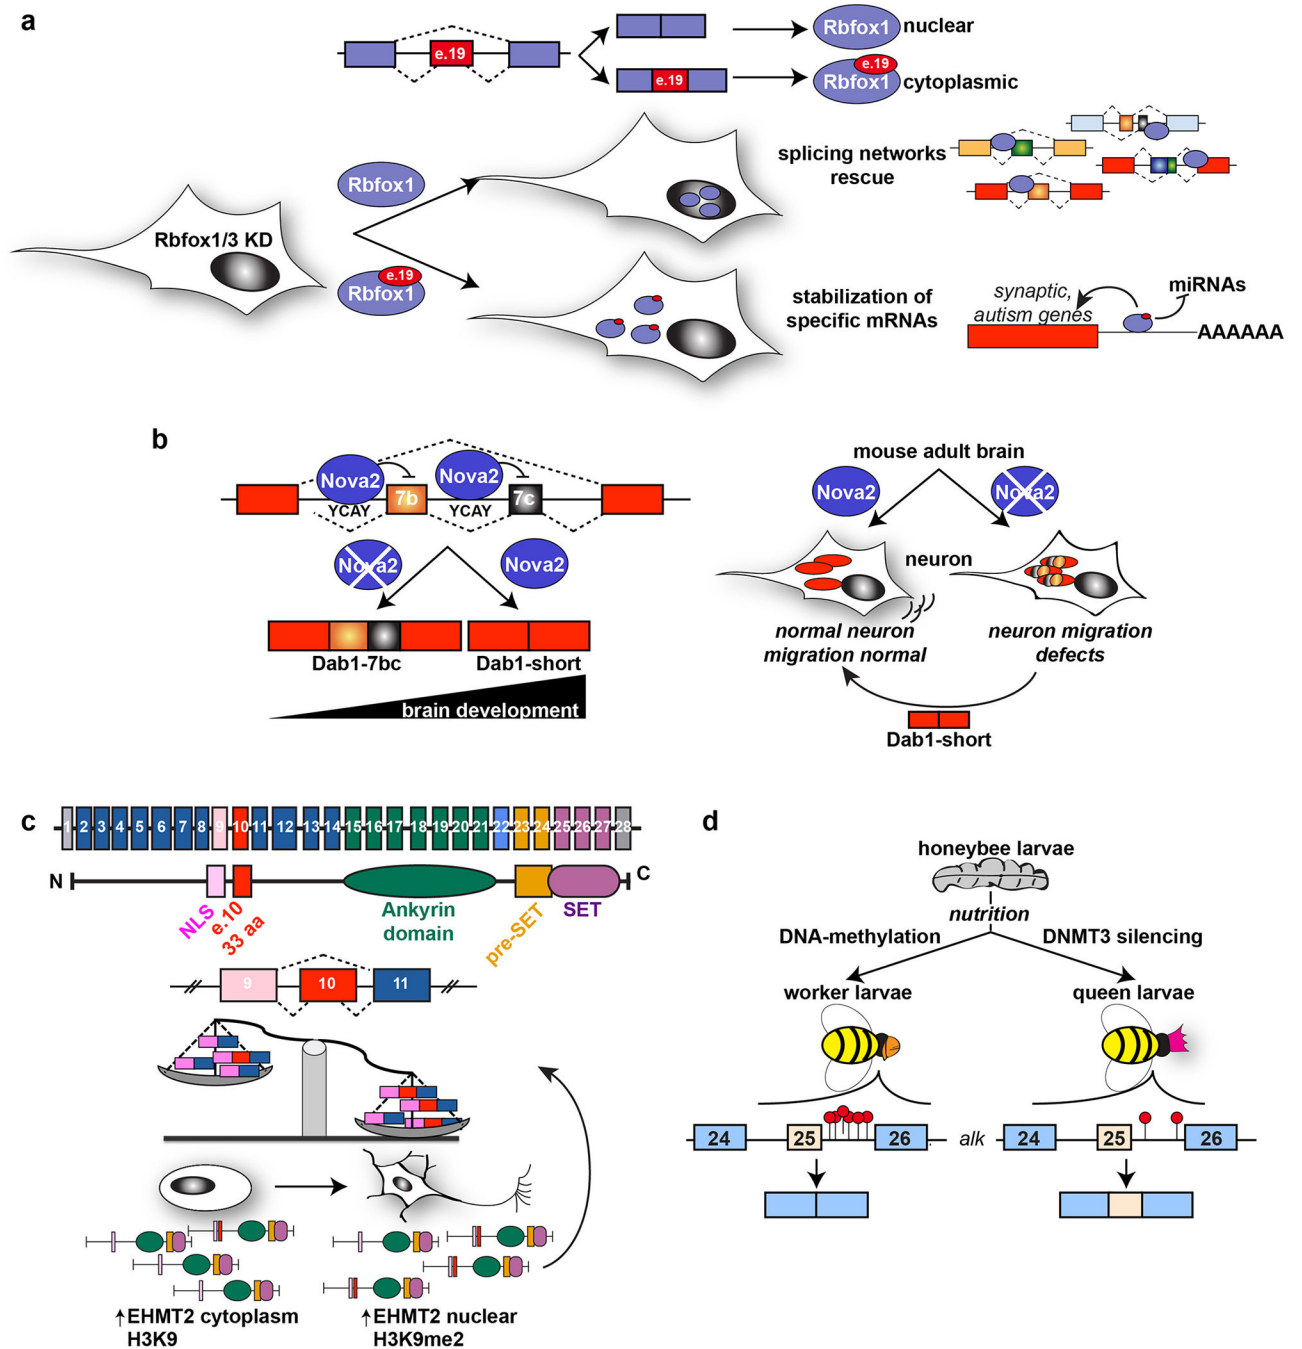 a
e.19
Rbfox1 nuclear
e.19
e.19
Rbfox1 cytoplasmic
Rbfox1/3 KD
Rbfox1
e.19
Rbfox1
splicing networks
rescue
stabilization of
specific mRNAs
synaptic,
autism genes
miRNAs
AAAAAA
b
Nova2
Nova2
7b
7c
YCAY
YCAY
Nova2
Nova2
Dab1-7bc
Dab1-short
brain development
mouse adult brain
Nova2
Nova2
neuron
normal neuron
migration normal
neuron migration
defects
Dab1-short
c
1 2 3 4 5 6 7 8 9 10 11 12 13 14 15 16 17 18 19 20 21 22 23 24 25 26 27 28
N
C
NLS
e.10
33 aa
Ankyrin
domain
pre-SET
SET
9
10
11
EHMT2 cytoplasm
H3K9
EHMT2 nuclear
H3K9me2
d
honeybee larvae
nutrition
DNA-methylation
DNMT3 silencing
worker larvae
queen larvae
24 25 26
alk
24 25 26